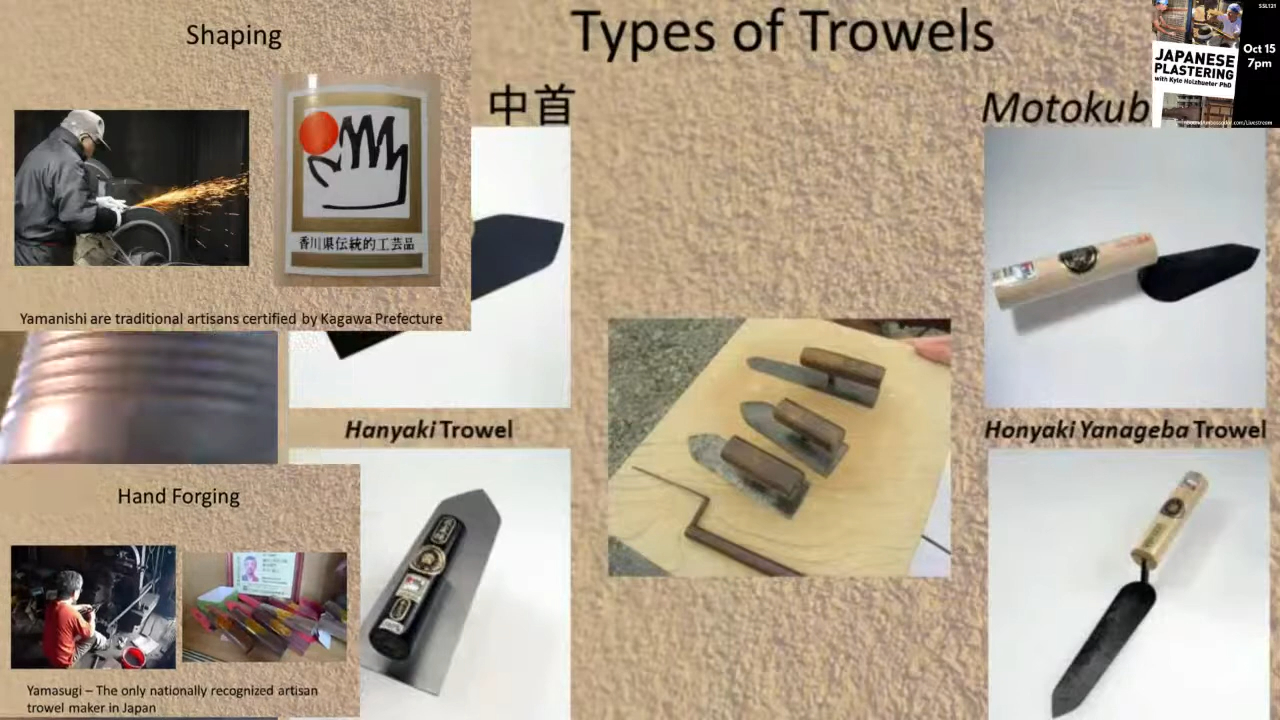 Shaping
Types of Trowels
SSL121
Oct 15
7pm
JAPANESE
PLASTERING
with Kyle Holzhueter PhD
中首
Motokub
香川県伝統的工芸品
Yamanishi are traditional artisans certified by Kagawa Prefecture
Hanyaki Trowel
Honyaki Yanageba Trowel
Hand Forging
Yamasugi – The only nationally recognized artisan
trowel maker in Japan